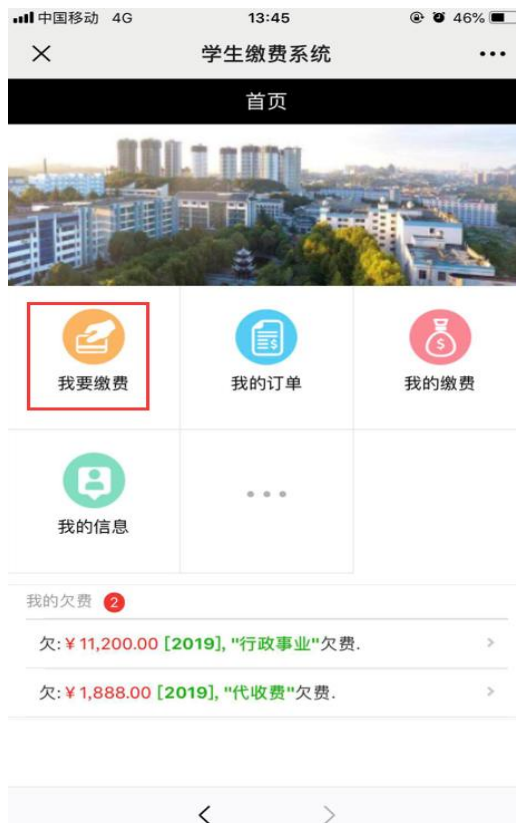 中国移动 4G 13:45 46%
学生缴费系统
首页
我要缴费 我的订单 我的缴费
我的信息
我的欠费 2
欠:¥11,200.00 [2019], "行政事业"欠费.
欠:¥1,888.00 [2019], "代收费"欠费.